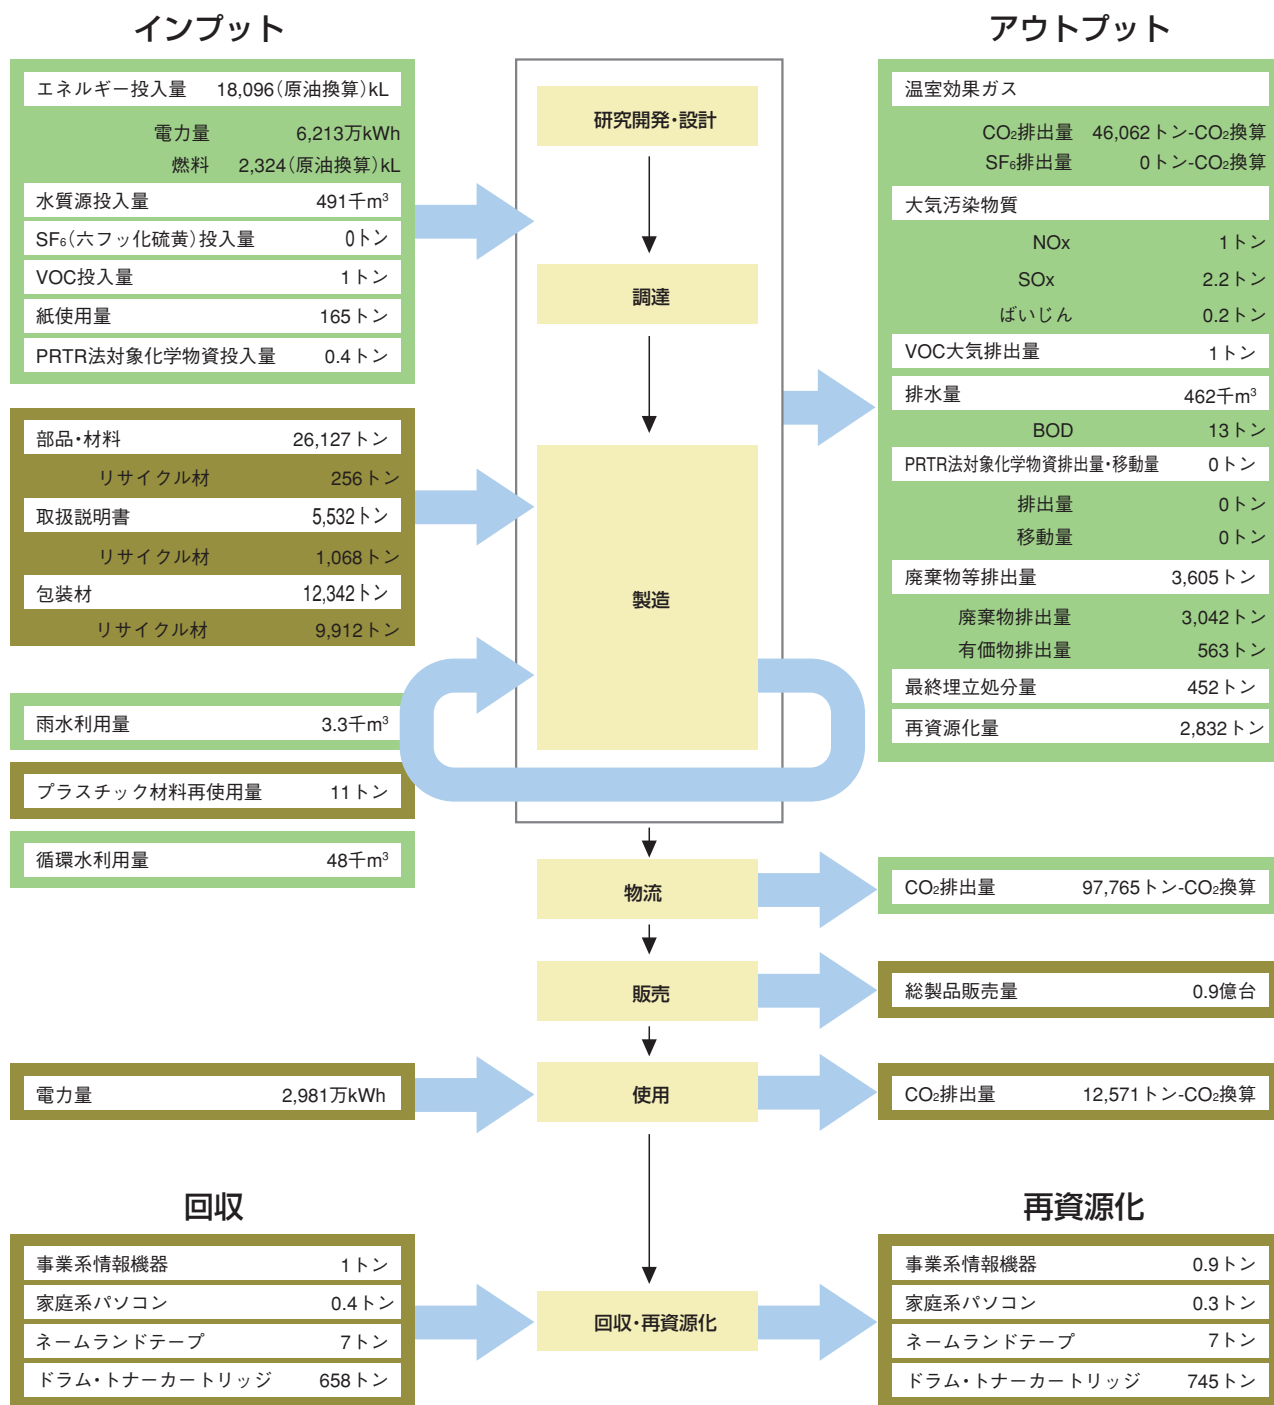 インプット
エネルギー投入量 18,096(原油換算)kL
電力量 6,213万kWh
燃料 2,324(原油換算)kL
水質源投入量 491千m³
SF₆(六フッ化硫黄)投入量 0トン
VOC投入量 1トン
紙使用量 165トン
PRTR法対象化学物資投入量 0.4トン
部品・材料 26,127トン
リサイクル材 256トン
取扱説明書 5,532トン
リサイクル材 1,068トン
包装材 12,342トン
リサイクル材 9,912トン
雨水利用量 3.3千m³
プラスチック材料再使用量 11トン
循環水利用量 48千m³
電力量 2,981万kWh
研究開発・設計
調達
製造
物流
販売
使用
回収・再資源化
アウトプット
温室効果ガス
CO₂排出量 46,062トン-CO₂換算
SF₆排出量 0トン-CO₂換算
大気汚染物質
NOx 1トン
SOx 2.2トン
ばいじん 0.2トン
VOC大気排出量 1トン
排水量 462千m³
BOD 13トン
PRTR法対象化学物資排出量・移動量 0トン
排出量 0トン
移動量 0トン
廃棄物等排出量 3,605トン
廃棄物排出量 3,042トン
有価物排出量 563トン
最終埋立処分量 452トン
再資源化量 2,832トン
CO₂排出量 97,765トン-CO₂換算
総製品販売量 0.9億台
CO₂排出量 12,571トン-CO₂換算
回収
事業系情報機器 1トン
家庭系パソコン 0.4トン
ネームランドテープ 7トン
ドラム・トナーカートリッジ 658トン
再資源化
事業系情報機器 0.9トン
家庭系パソコン 0.3トン
ネームランドテープ 7トン
ドラム・トナーカートリッジ 745トン